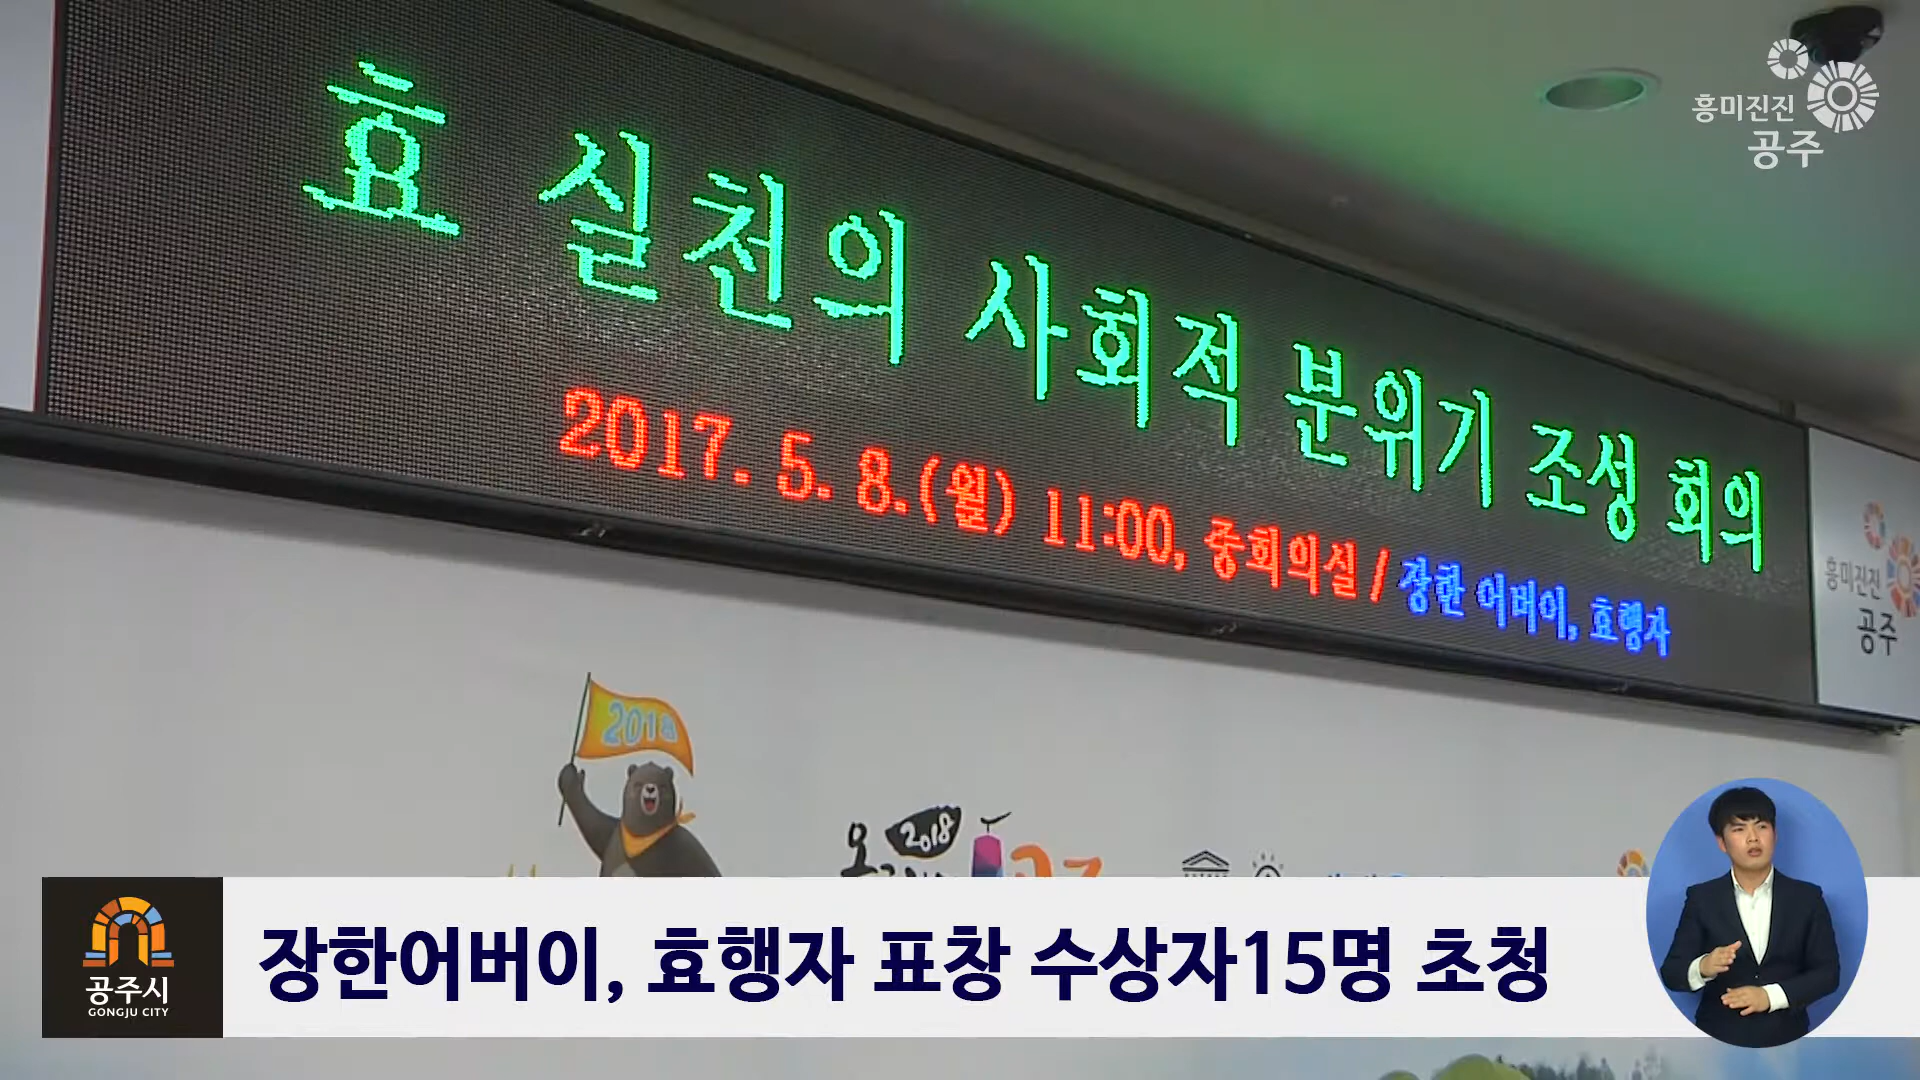 흥미진진
공주
효 실천의 사회적 분위기 조성 회의
2017. 5. 8.(월) 11:00, 중회의실 / 장한 어버이, 효행자
흥미진진
공주
2018
2018
공주시
GONGJU CITY
장한어버이, 효행자 표창 수상자15명 초청